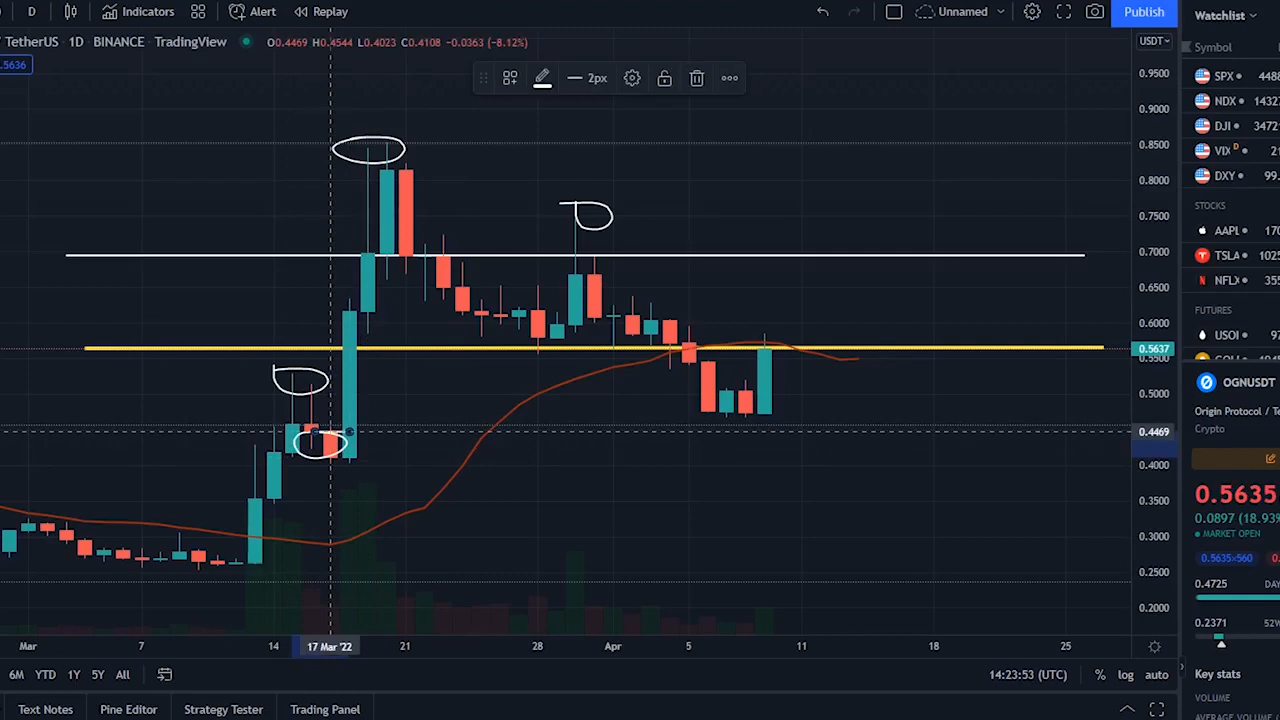 D Indicators Alert Replay Unnamed Publish Watchlist
TetherUS · 1D BINANCE · TradingView O0.4469 H0.4544 L0.4023 C0.4108 -0.0363 (-8.12%) USDT Symbol
.5636
2px
0.9500 SPX 4488
0.9000 NDX 1432
0.8500 DJI 3472
VIX D 2
0.8000 DXY 99.
0.7500 STOCKS
AAPL 170
0.7000 TSLA 1025
NFLX 355
0.6500 FUTURES
0.6000 USOI 97
0.5637
0.5500
0.5000 OGNUSDT
0.4500 Origin Protocol / Te
0.4469 Crypto
0.4000
0.3500 0.5635
0.3000 0.0897 (18.93%
MARKET OPEN
0.2500 0.5635×560 0.
0.4725 DAY
0.2000
0.2371 52W
Mar 7 14 17 Mar '22 21 28 Apr 5 11 18 25
6M YTD 1Y 5Y All 14:23:53 (UTC) % log auto Key stats
VOLUME
Text Notes Pine Editor Strategy Tester Trading Panel